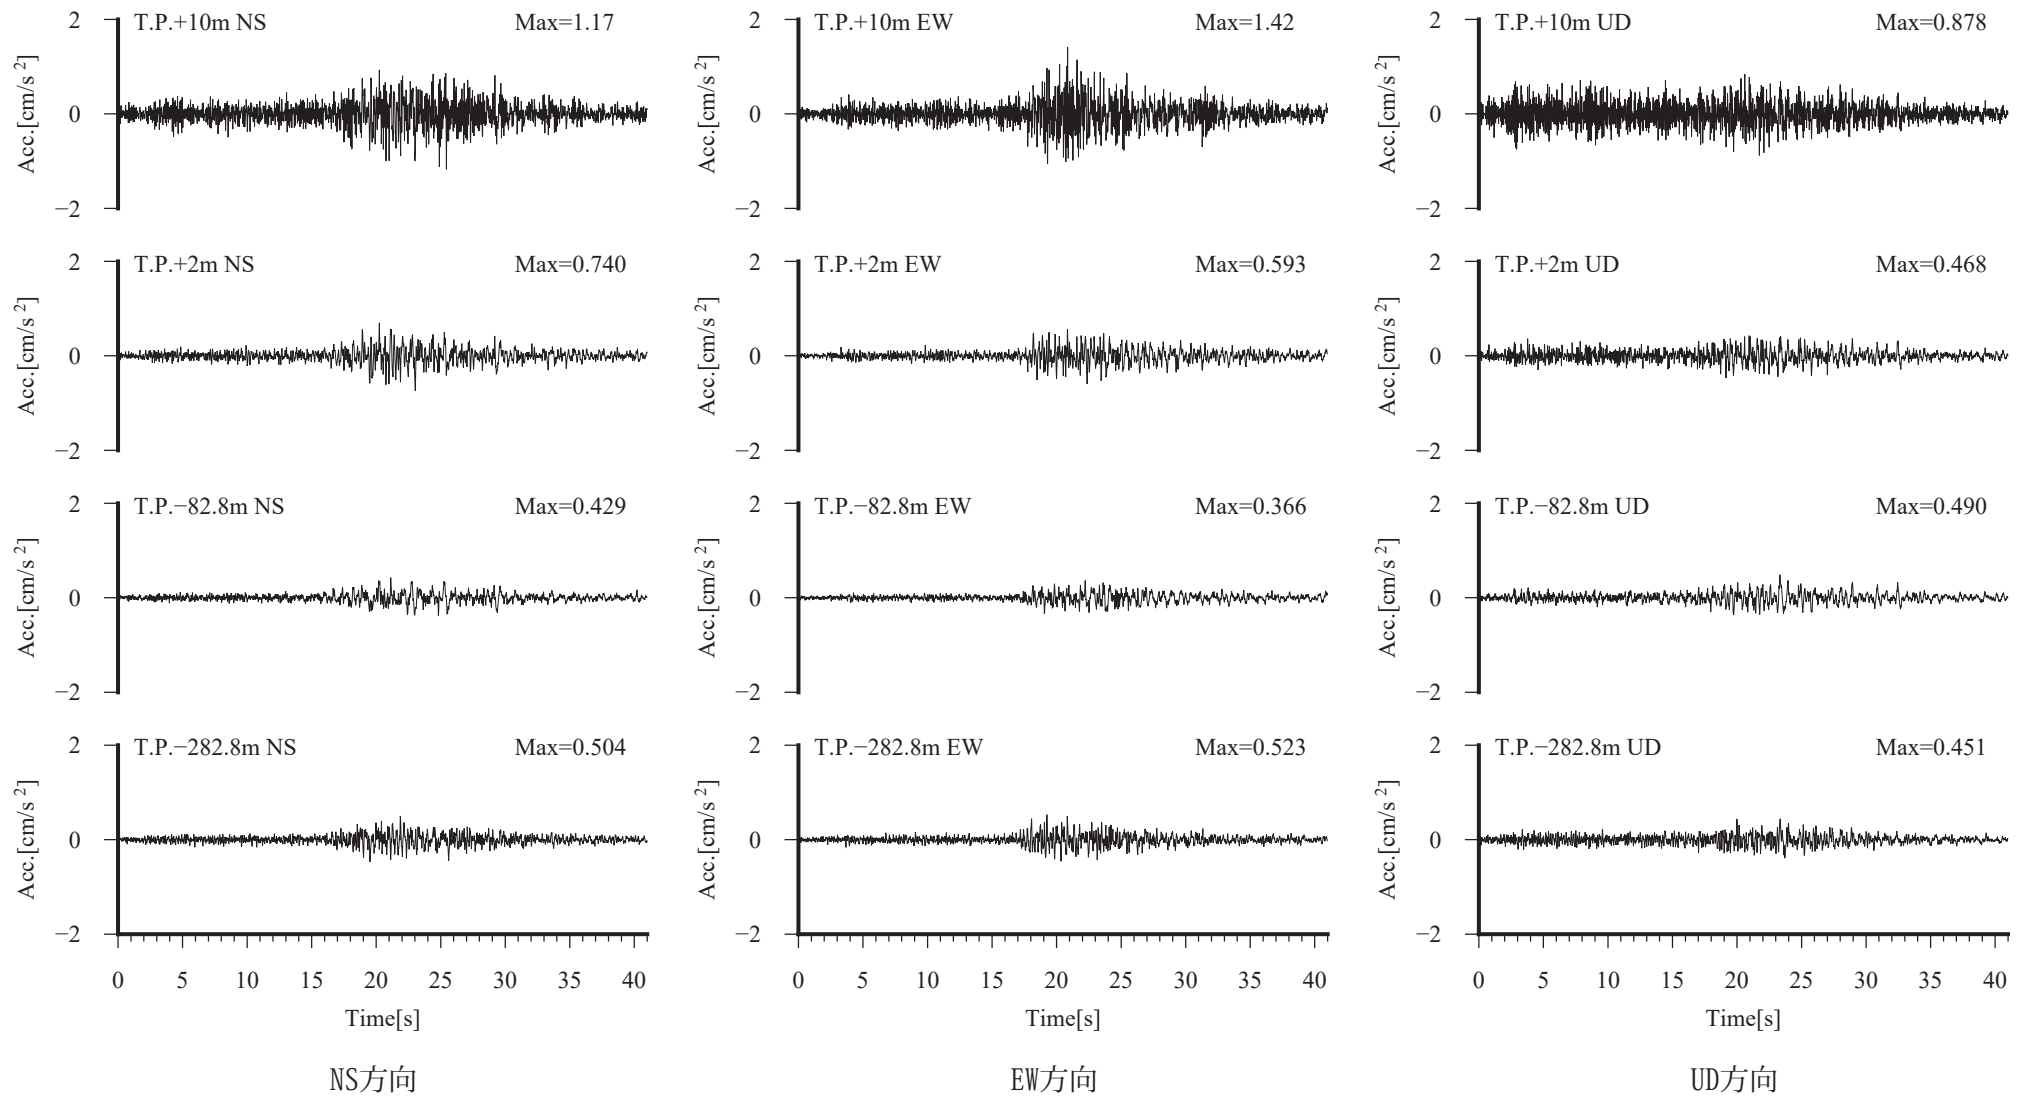 T.P.+10m NS Max=1.17
2
0
−2
Acc.[cm/s 2]
T.P.+10m EW Max=1.42
2
0
−2
Acc.[cm/s 2]
T.P.+10m UD Max=0.878
2
0
−2
Acc.[cm/s 2]
T.P.+2m NS Max=0.740
2
0
−2
Acc.[cm/s 2]
T.P.+2m EW Max=0.593
2
0
−2
Acc.[cm/s 2]
T.P.+2m UD Max=0.468
2
0
−2
Acc.[cm/s 2]
T.P.−82.8m NS Max=0.429
2
0
−2
Acc.[cm/s 2]
T.P.−82.8m EW Max=0.366
2
0
−2
Acc.[cm/s 2]
T.P.−82.8m UD Max=0.490
2
0
−2
Acc.[cm/s 2]
T.P.−282.8m NS Max=0.504
2
0
−2
Acc.[cm/s 2]
T.P.−282.8m EW Max=0.523
2
0
−2
Acc.[cm/s 2]
T.P.−282.8m UD Max=0.451
2
0
−2
Acc.[cm/s 2]
0 5 10 15 20 25 30 35 40
0 5 10 15 20 25 30 35 40
0 5 10 15 20 25 30 35 40
Time[s]
Time[s]
Time[s]
NS方向
EW方向
UD方向